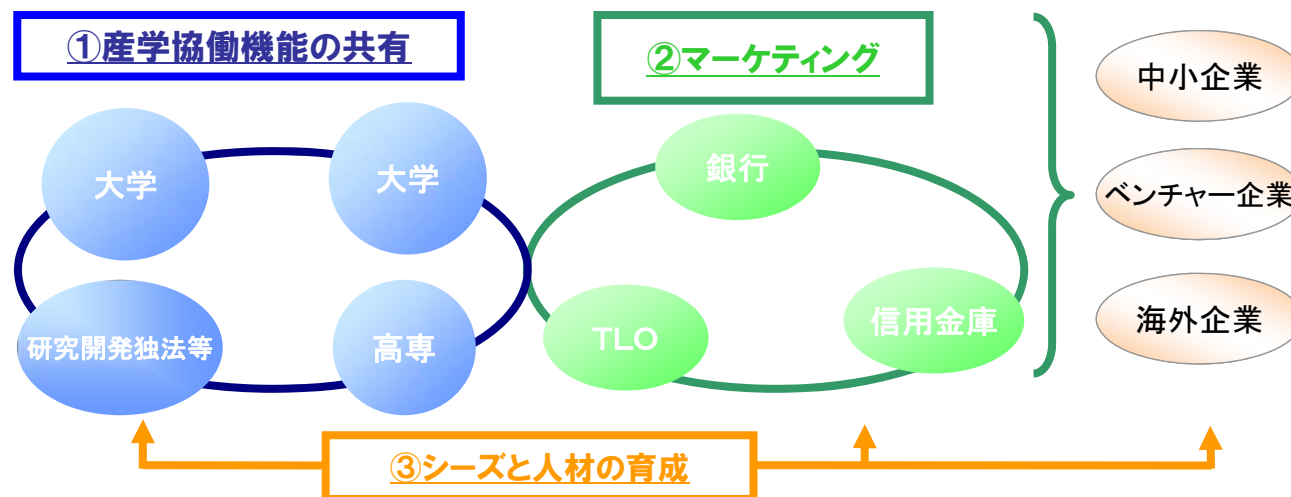 ①産学協働機能の共有
②マーケティング
中小企業
大学
大学
銀行
ベンチャー企業
研究開発独法等
高専
TLO
信用金庫
海外企業
③シーズと人材の育成